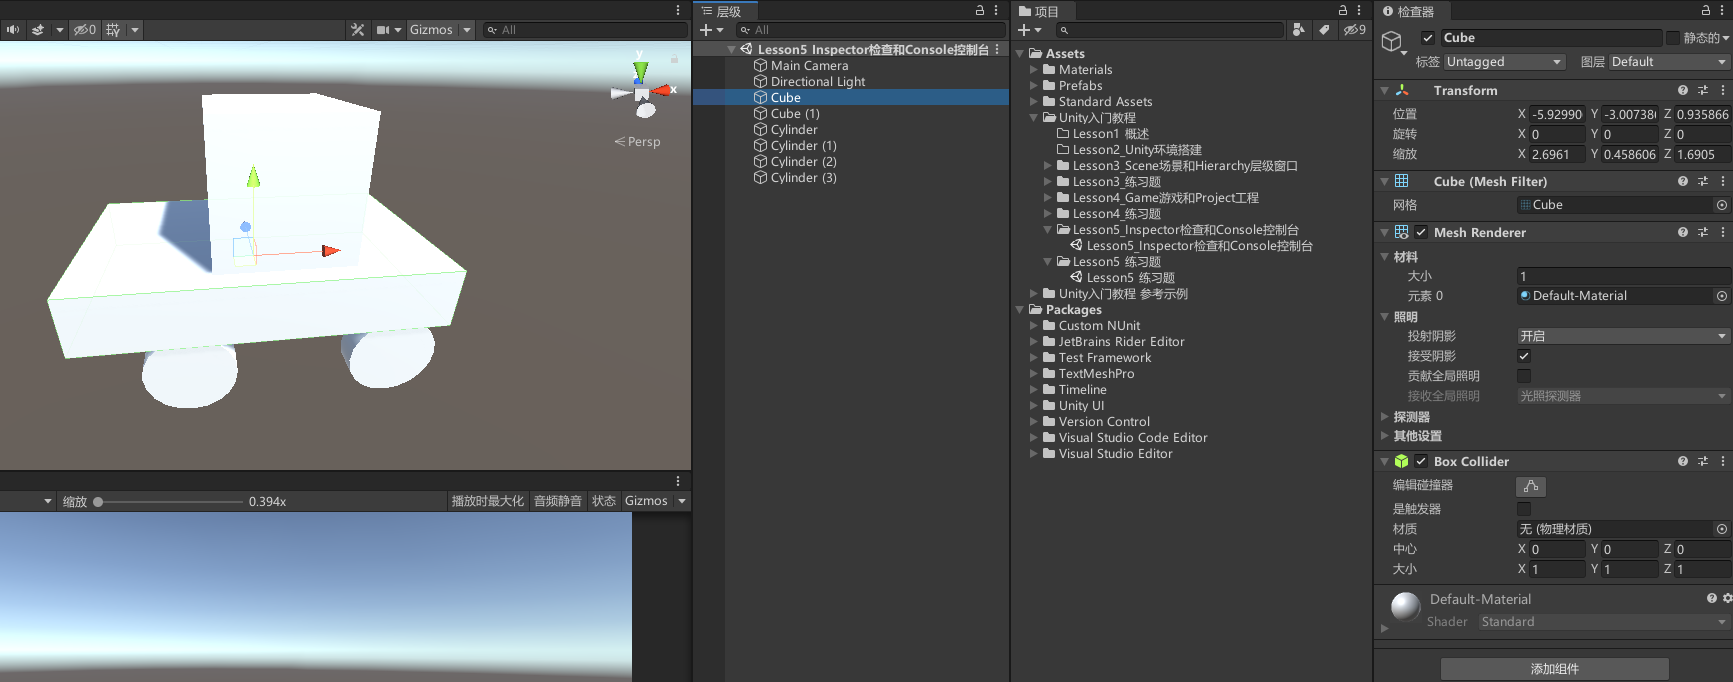 0
Gizmos
All
y
x
Persp
缩放
0.394x
播放时最大化
音频静音
状态
Gizmos
层级
All
Lesson5_Inspector检查和Console控制台
Main Camera
Directional Light
Cube
Cube (1)
Cylinder
Cylinder (1)
Cylinder (2)
Cylinder (3)
项目
9
Assets
Materials
Prefabs
Standard Assets
Unity入门教程
Lesson1 概述
Lesson2_Unity环境搭建
Lesson3_Scene场景和Hierarchy层级窗口
Lesson3_练习题
Lesson4_Game游戏和Project工程
Lesson4_练习题
Lesson5_Inspector检查和Console控制台
Lesson5_Inspector检查和Console控制台
Lesson5 练习题
Lesson5 练习题
Unity入门教程 参考示例
Packages
Custom NUnit
JetBrains Rider Editor
Test Framework
TextMeshPro
Timeline
Unity UI
Version Control
Visual Studio Code Editor
Visual Studio Editor
检查器
Cube 静态的
标签 Untagged 图层 Default
Transform
位置 X -5.92990 Y -3.00738 Z 0.935866
旋转 X 0 Y 0 Z 0
缩放 X 2.6961 Y 0.458606 Z 1.6905
Cube (Mesh Filter)
网格 Cube
Mesh Renderer
材料
大小 1
元素 0 Default-Material
照明
投射阴影 开启
接受阴影
贡献全局照明
接收全局照明 光照探测器
探测器
其他设置
Box Collider
编辑碰撞器
是触发器
材质 无 (物理材质)
中心 X 0 Y 0 Z 0
大小 X 1 Y 1 Z 1
Default-Material
Shader Standard
添加组件